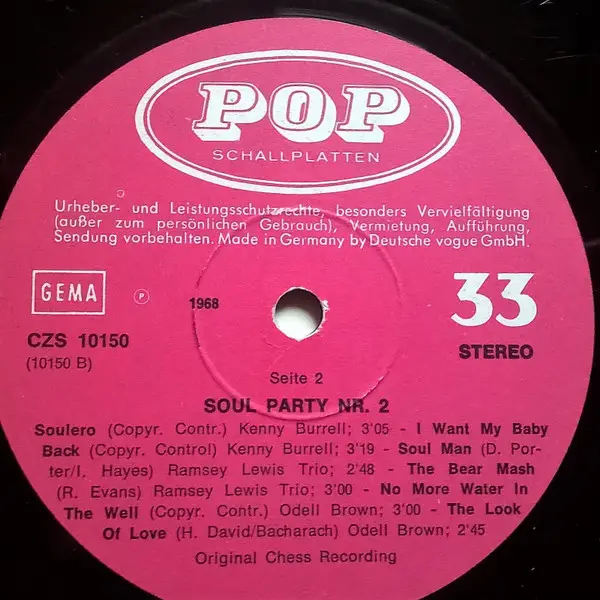 POP
SCHALLPLATTEN
Urheber- und Leistungsschutzrechte, besonders Vervielfältigung
(außer zum persönlichen Gebrauch), Vermietung, Aufführung,
Sendung vorbehalten. Made in Germany by Deutsche vogue GmbH.
GEMA
℗
1968
33
CZS 10150
(10150 B)
STEREO
Seite 2
SOUL PARTY NR. 2
Soulero (Copyr. Contr.) Kenny Burrell; 3'05 - I Want My Baby
Back (Copyr. Control) Kenny Burrell; 3'19 - Soul Man (D. Por-
ter/I. Hayes) Ramsey Lewis Trio; 2'48 - The Bear Mash
(R. Evans) Ramsey Lewis Trio; 3'00 - No More Water In
The Well (Copyr. Contr.) Odell Brown; 3'00 - The Look
Of Love (H. David/Bacharach) Odell Brown; 2'45
Original Chess Recording